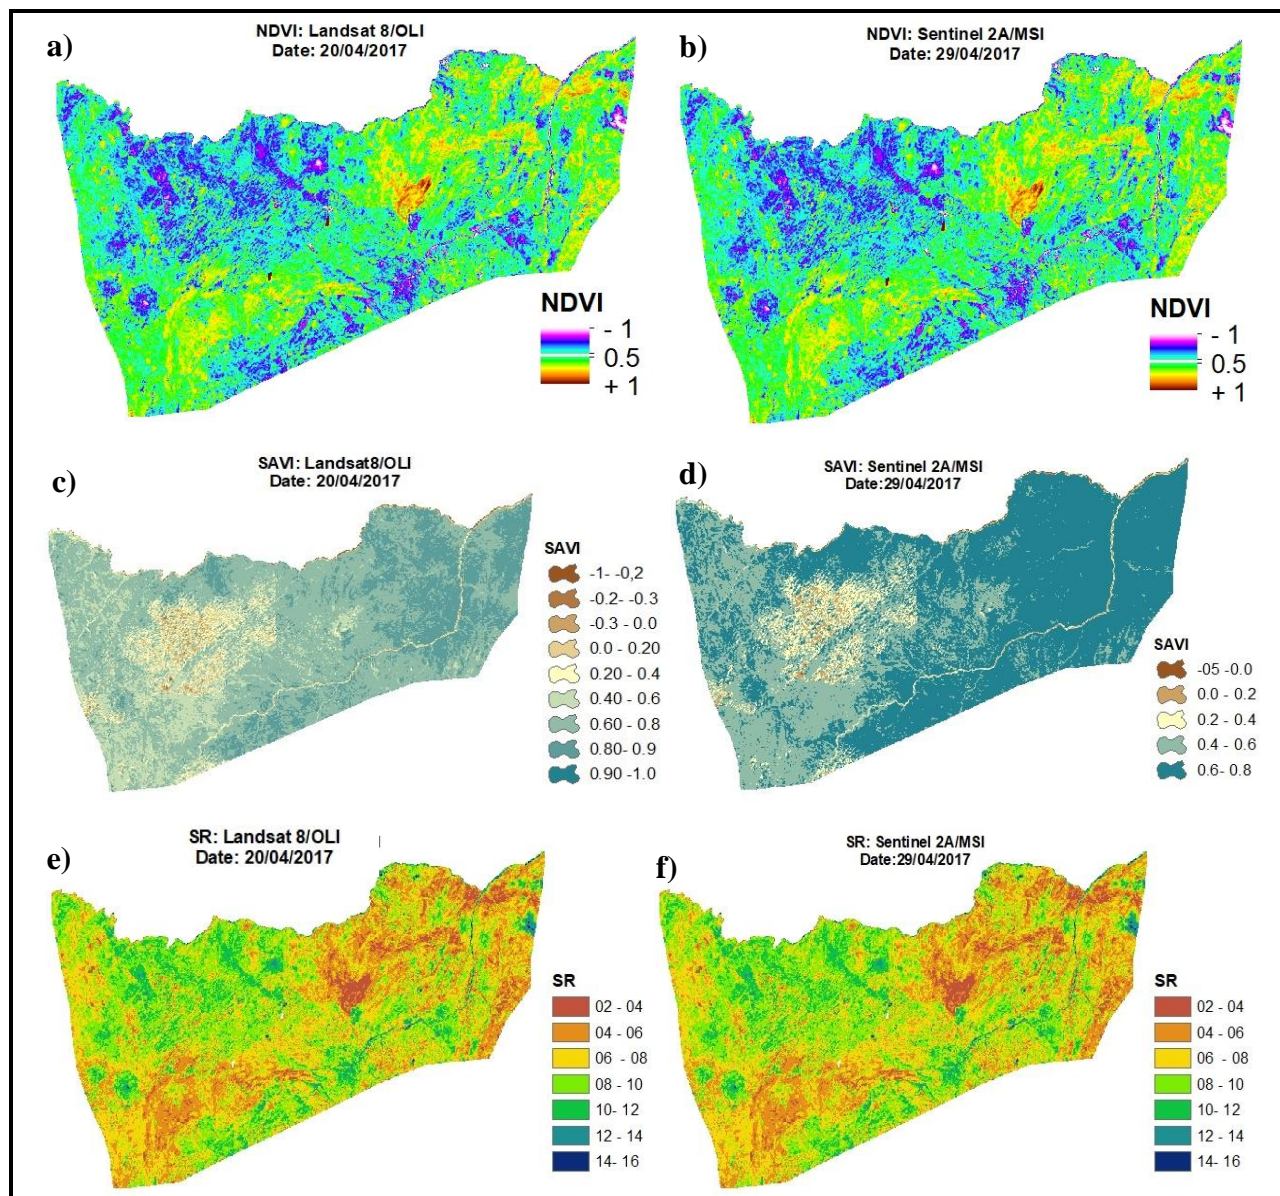 a)
NDVI: Landsat 8/OLI
Date: 20/04/2017
NDVI
- 1
0.5
+ 1
b)
NDVI: Sentinel 2A/MSI
Date: 29/04/2017
NDVI
- 1
0.5
+ 1
c)
SAVI: Landsat8/OLI
Date: 20/04/2017
SAVI
-1- -0,2
-0.2- -0.3
-0.3 - 0.0
0.0 - 0.20
0.20 - 0.4
0.40 - 0.6
0.60 - 0.8
0.80- 0.9
0.90 -1.0
d)
SAVI: Sentinel 2A/MSI
Date:29/04/2017
SAVI
-05 -0.0
0.0 - 0.2
0.2 - 0.4
0.4 - 0.6
0.6- 0.8
e)
SR: Landsat 8/OLI
Date: 20/04/2017
SR
02 - 04
04 - 06
06 - 08
08 - 10
10- 12
12 - 14
14- 16
f)
SR: Sentinel 2A/MSI
Date:29/04/2017
SR
02 - 04
04 - 06
06 - 08
08 - 10
10- 12
12 - 14
14- 16